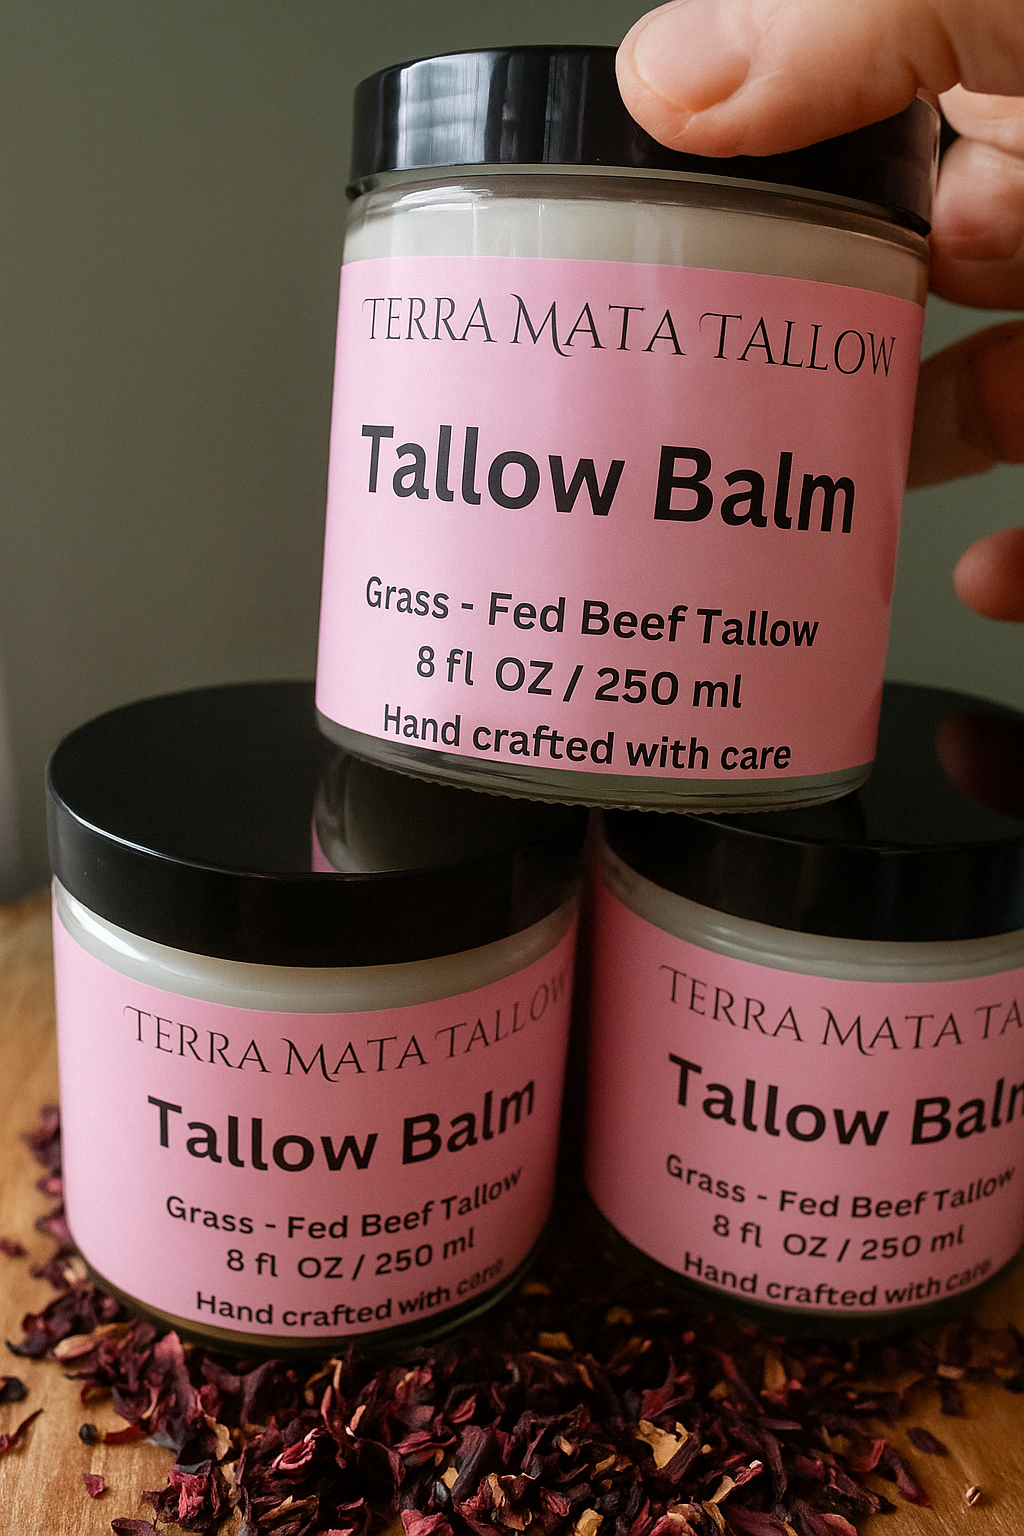 TERRA MATA TALLOW
Tallow Balm
Grass - Fed Beef Tallow
8 fl OZ / 250 ml
Hand crafted with care
TERRA MATA TALLOW
Tallow Balm
Grass - Fed Beef Tallow
8 fl OZ / 250 ml
Hand crafted with care
TERRA MATA TA
Tallow Balm
Grass - Fed Beef Tallow
8 fl OZ / 250 ml
Hand crafted with care